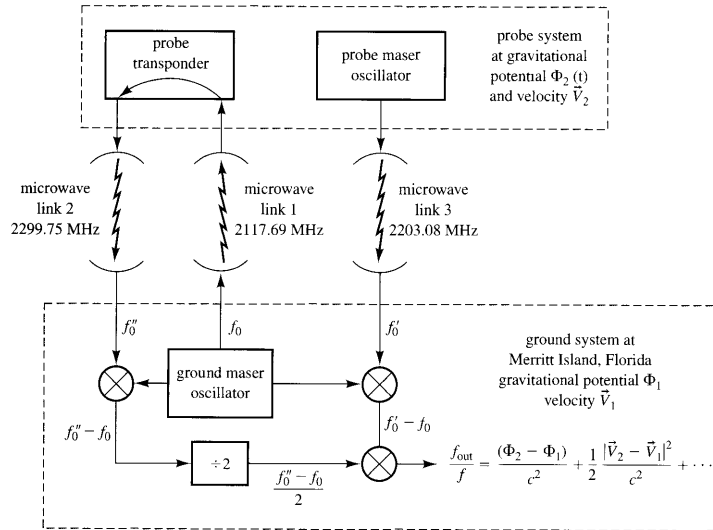 probe
transponder
probe maser
oscillator
probe system
at gravitational
potential Φ₂ (t)
and velocity V⃗₂
microwave
link 2
2299.75 MHz
microwave
link 1
2117.69 MHz
microwave
link 3
2203.08 MHz
f₀″
f₀
f₀′
ground maser
oscillator
ground system at
Merritt Island, Florida
gravitational potential Φ₁
velocity V⃗₁
f₀″ − f₀
f₀′ − f₀
÷2
f₀″ − f₀
2
f_out / f = (Φ₂ − Φ₁) / c² + 1/2 |V⃗₂ − V⃗₁|² / c² + · · ·